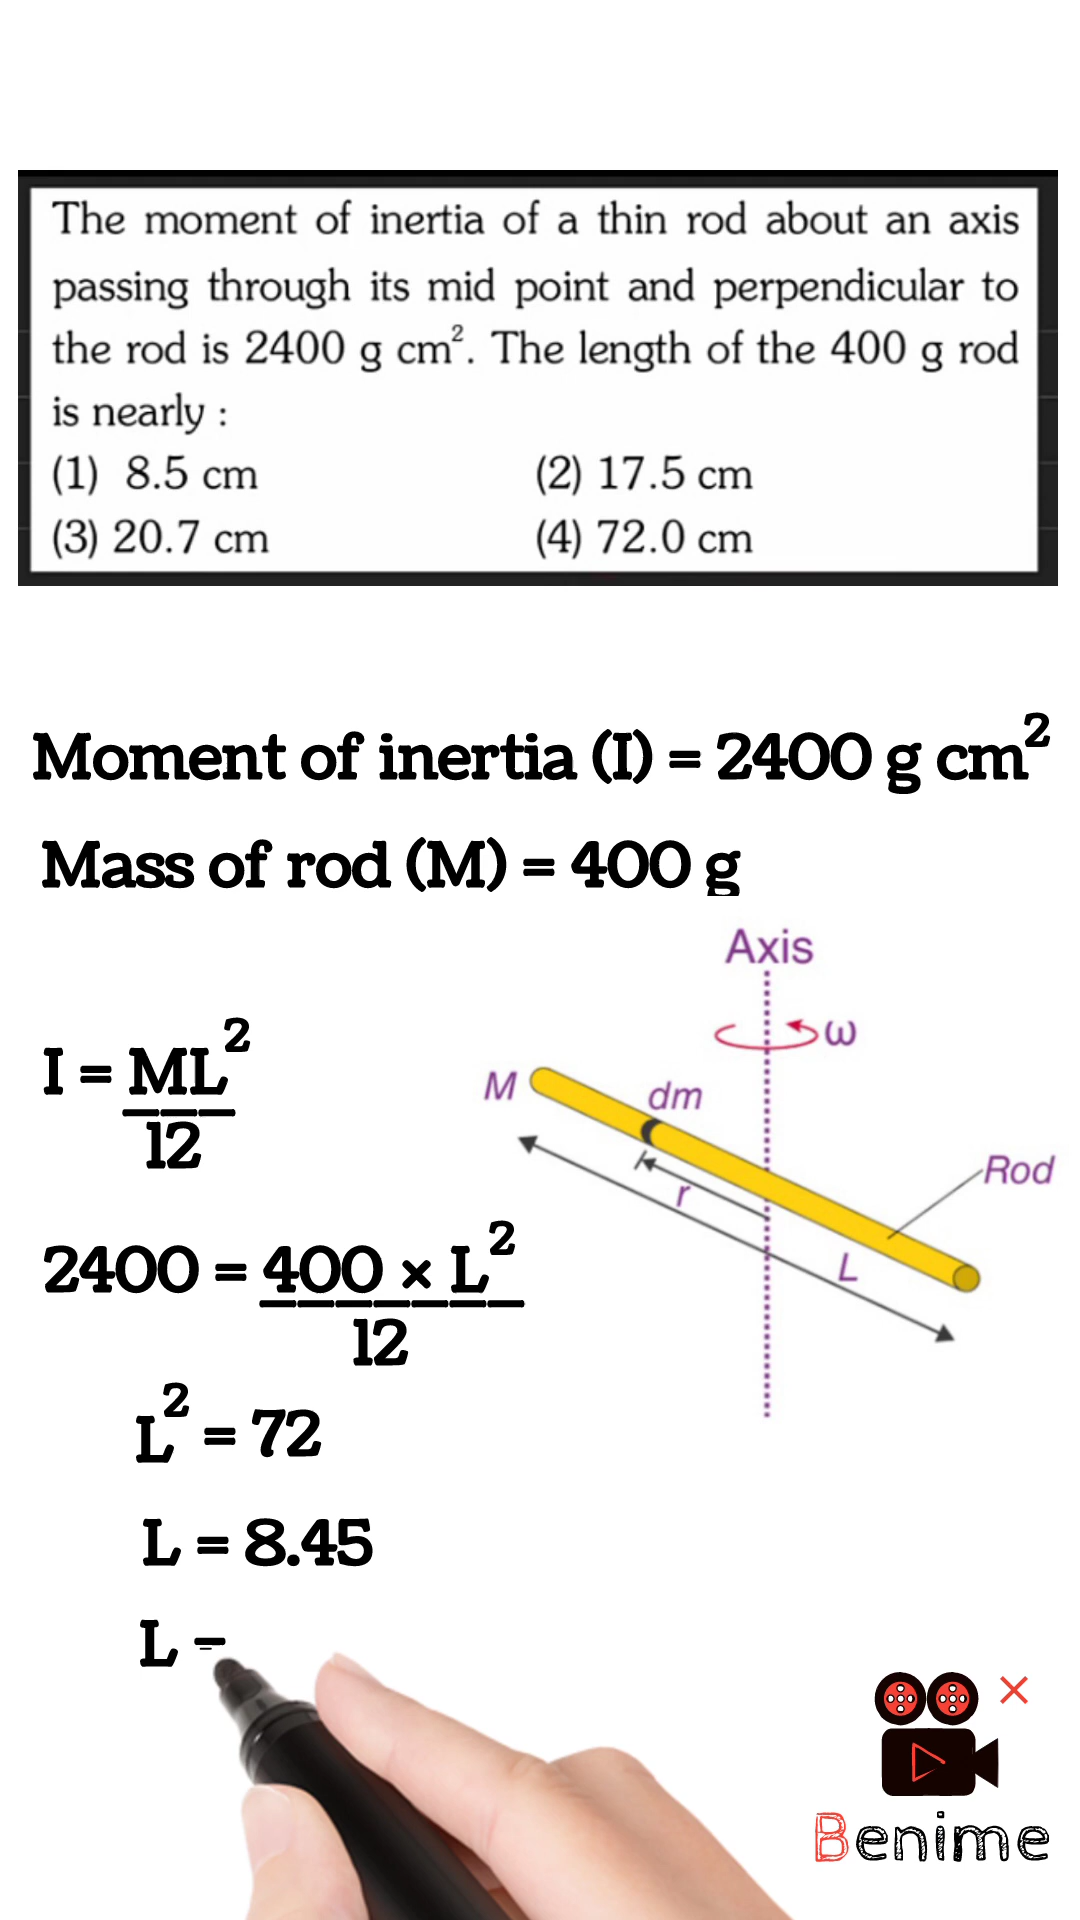 The moment of inertia of a thin rod about an axis
passing through its mid point and perpendicular to
the rod is 2400 g cm². The length of the 400 g rod
is nearly :
(1) 8.5 cm (2) 17.5 cm
(3) 20.7 cm (4) 72.0 cm
Moment of inertia (I) = 2400 g cm²
Mass of rod (M) = 400 g
Axis
ω
M
dm
Rod
r
L
I = ML²
12
2400 = 400 × L²
12
L² = 72
L = 8.45
L =
Benime